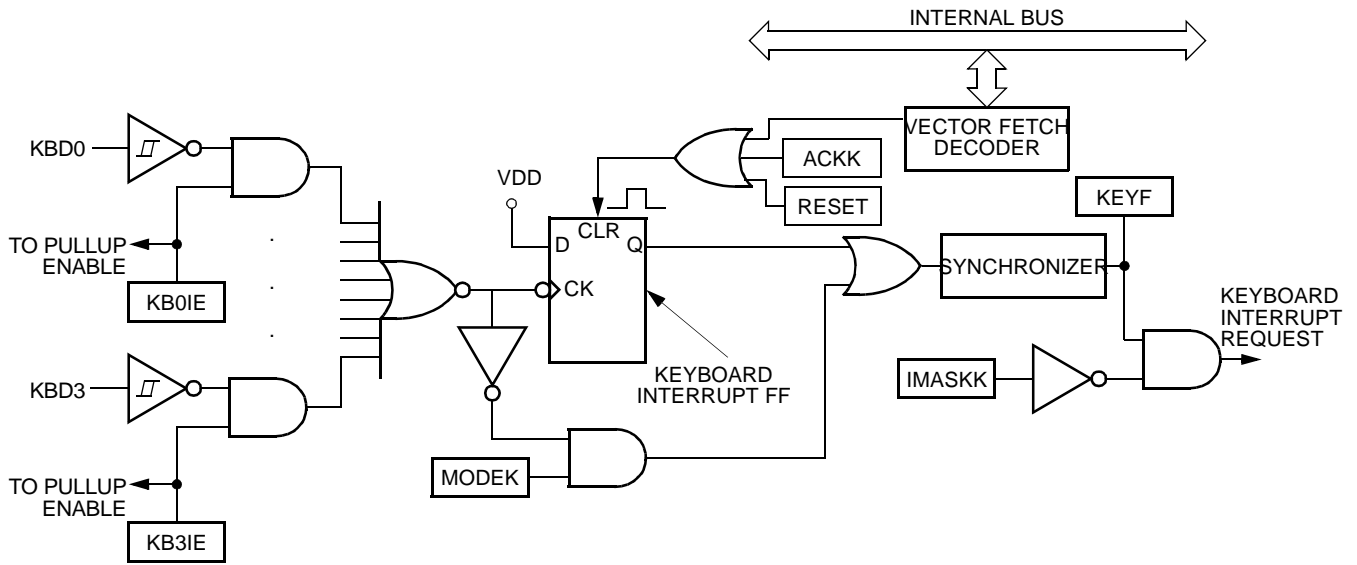 INTERNAL BUS
VECTOR FETCH
DECODER
ACKK
RESET
KBD0
VDD
KEYF
TO PULLUP
ENABLE
KB0IE
D
CLR
Q
CK
SYNCHRONIZER
KEYBOARD
INTERRUPT
REQUEST
KEYBOARD
INTERRUPT FF
IMASKK
KBD3
MODEK
TO PULLUP
ENABLE
KB3IE